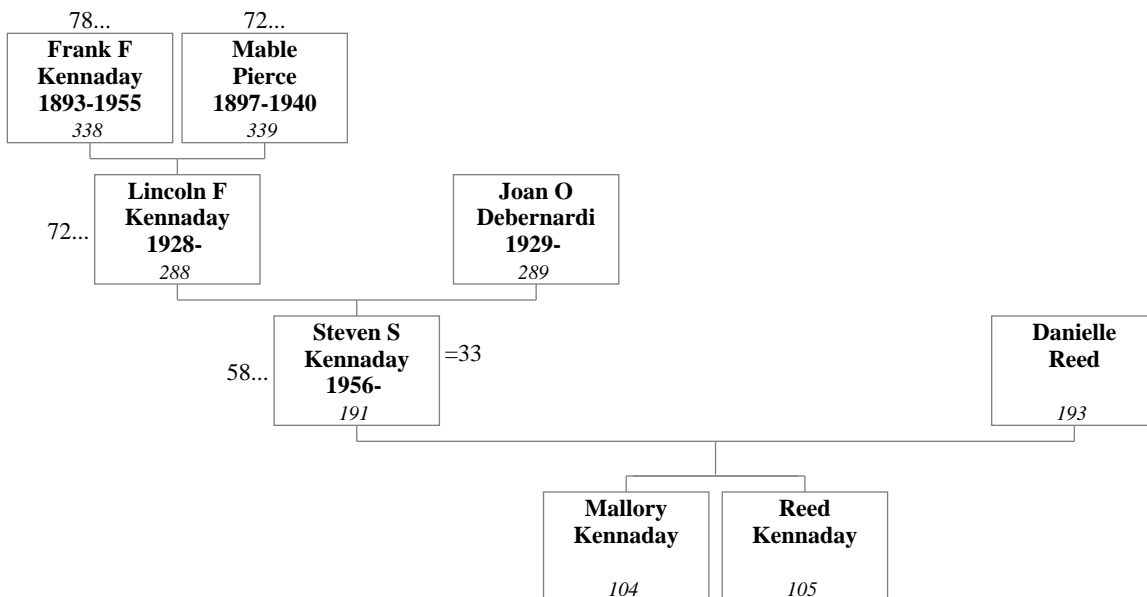 78...
72...
Frank F
Kennaday
1893-1955
338
Mable
Pierce
1897-1940
339
72...
Lincoln F
Kennaday
1928-
288
Joan O
Debernardi
1929-
289
58...
Steven S
Kennaday
1956-
191
=33
Danielle
Reed
193
Mallory
Kennaday
104
Reed
Kennaday
105